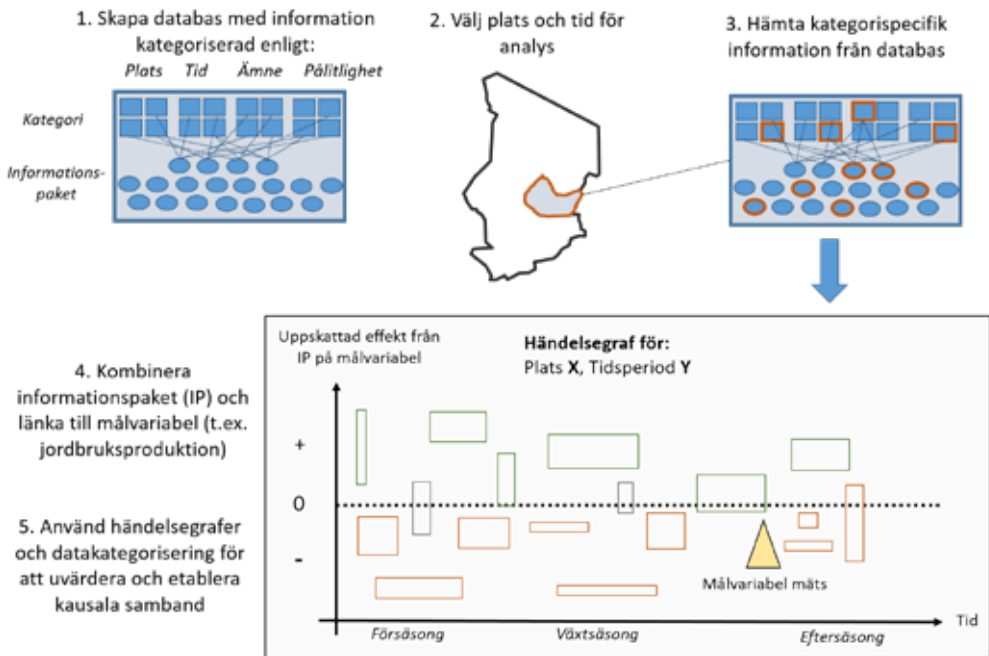 1. Skapa databas med information
kategoriserad enligt:
Plats Tid Ämne Pålitlighet
Kategori
Informations-
paket
2. Välj plats och tid för
analys
3. Hämta kategorispecifik
information från databas
4. Kombinera
informationspaket (IP) och
länka till målvariabel (t.ex.
jordbruksproduktion)
5. Använd händelsegrafer
och datakategorisering för
att uvärdera och etablera
kausala samband
Uppskattad effekt från
IP på målvariabel
Händelsegraf för:
Plats X, Tidsperiod Y
+
0
-
Målvariabel mäts
Tid
Försäsong
Växtsäsong
Eftersäsong